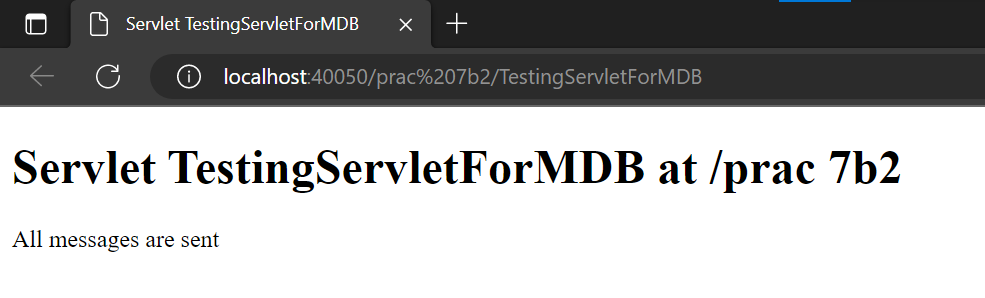 Servlet TestingServletForMDB
localhost:40050/prac%207b2/TestingServletForMDB
Servlet TestingServletForMDB at /prac 7b2
All messages are sent